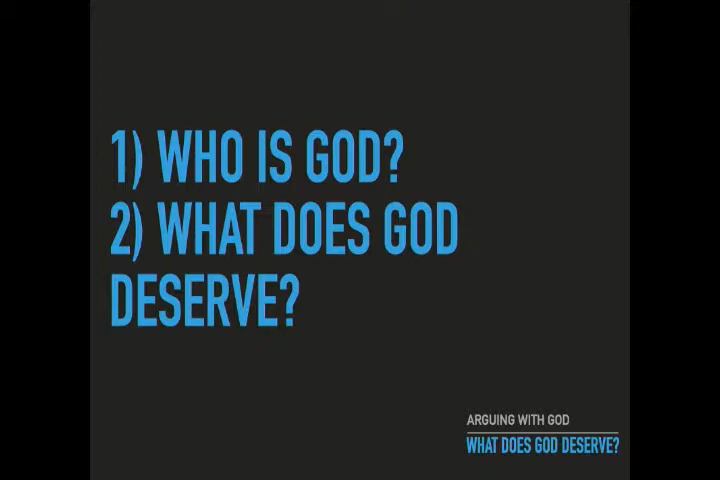 1) WHO IS GOD?
2) WHAT DOES GOD
DESERVE?
ARGUING WITH GOD
WHAT DOES GOD DESERVE?